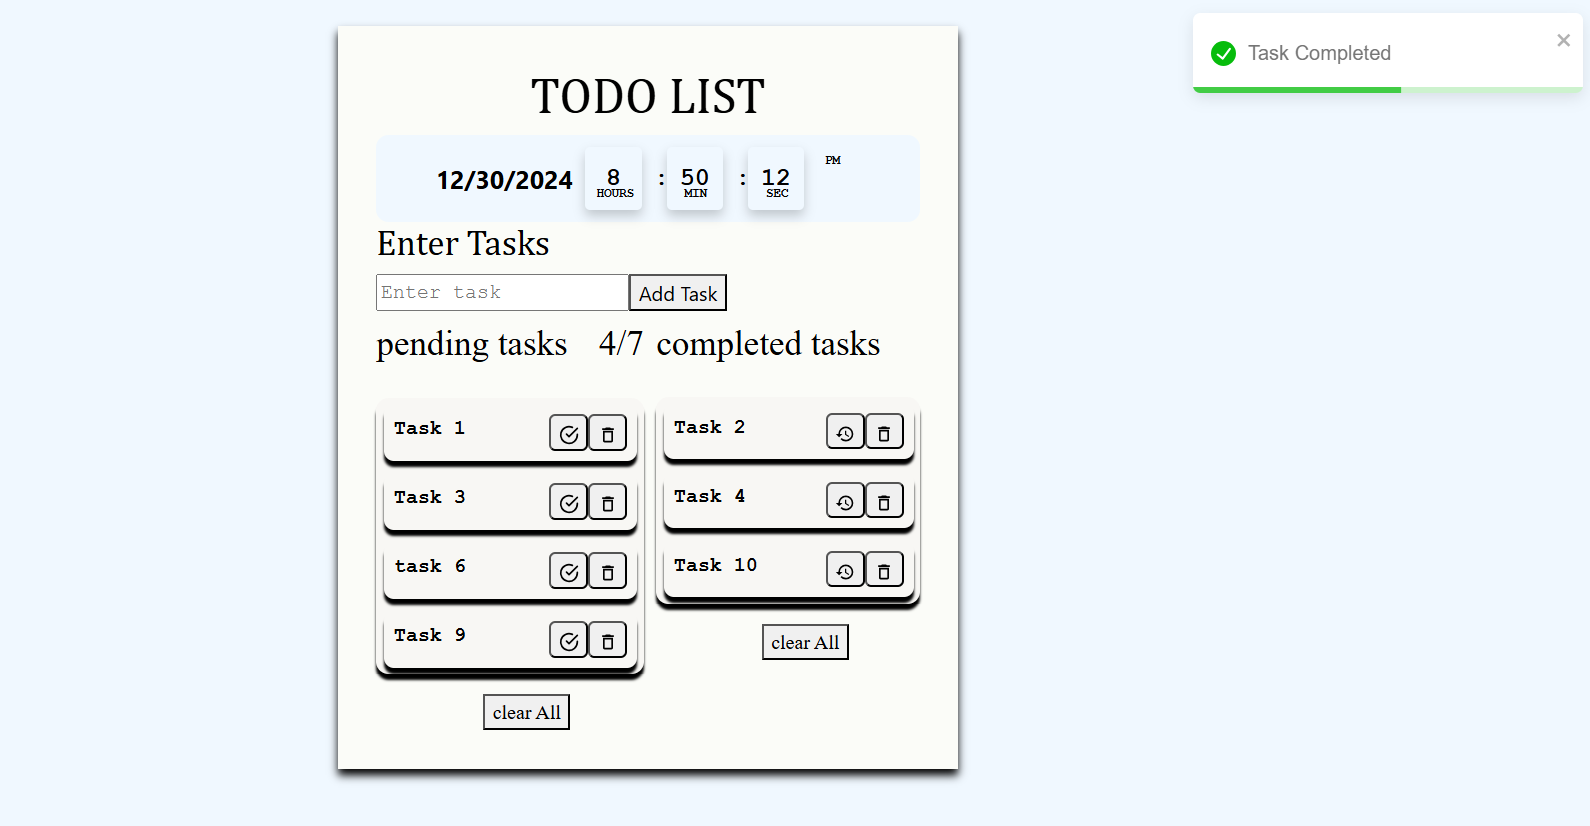 Task Completed
TODO LIST
12/30/2024 8 : 50 : 12 PM
HOURS MIN SEC
Enter Tasks
Enter task Add Task
pending tasks 4/7 completed tasks
Task 1
Task 3
task 6
Task 9
clear All
Task 2
Task 4
Task 10
clear All